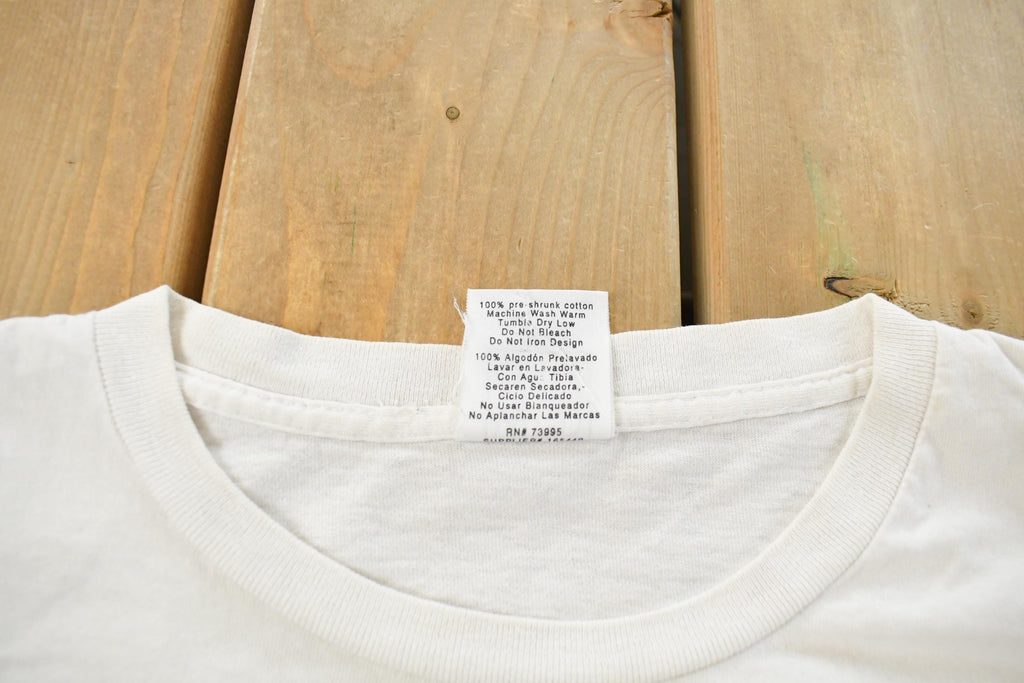 100% pre-shrunk cotton
Machine Wash Warm
Tumble Dry Low
Do Not Bleach
Do Not Iron Design
100% Algodón Prelavado
Lavar en Lavadora-
Con Agu Tibia
Secaren Secadora,-
Ciclo Delicado
No Usar Blanqueador
No Aplanchar Las Marcas
RN# 73995
SUPPLIER#